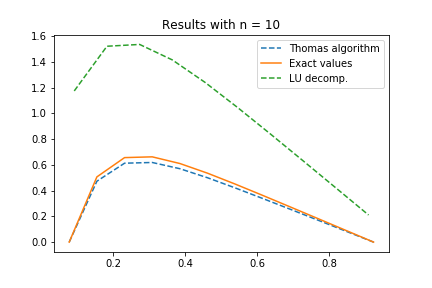 Results with n = 10
Thomas algorithm
Exact values
LU decomp.
1.6
1.4
1.2
1.0
0.8
0.6
0.4
0.2
0.0
0.2 0.4 0.6 0.8